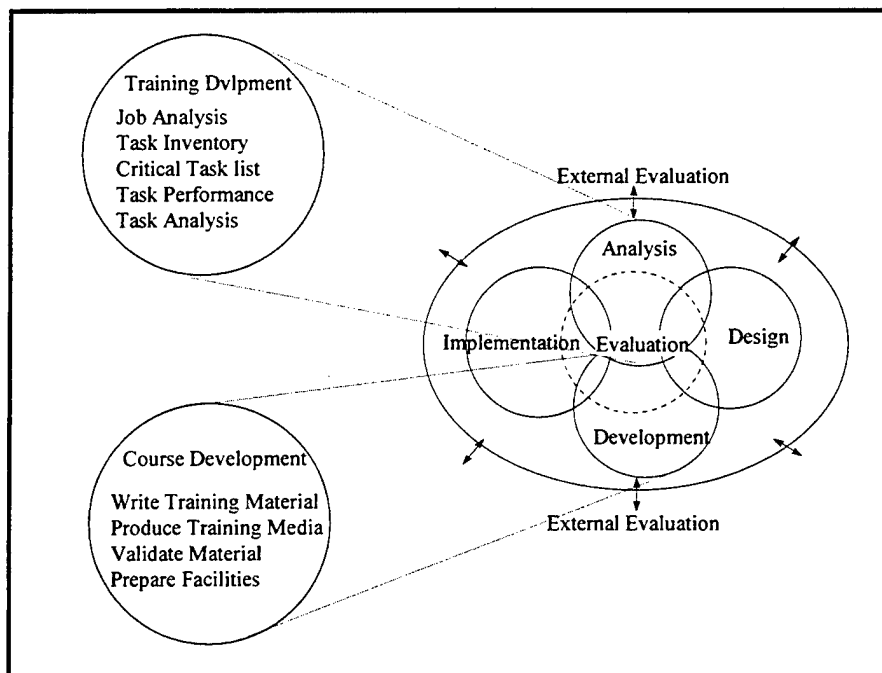 Training Dvlpment
Job Analysis
Task Inventory
Critical Task list
Task Performance
Task Analysis
External Evaluation
Analysis
Implementation
Evaluation
Design
Development
External Evaluation
Course Development
Write Training Material
Produce Training Media
Validate Material
Prepare Facilities